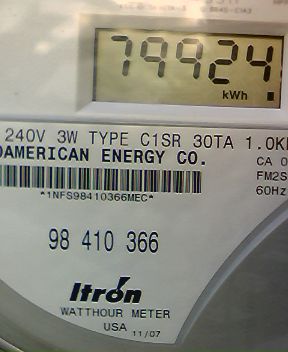 79924
kWh
240V 3W TYPE C1SR 30TA 1.0K
OAMERICAN ENERGY CO.
CA 0
FM2S
60Hz
*1NFS98410366MEC*
98 410 366
Itron
WATTHOUR METER
USA 11/07